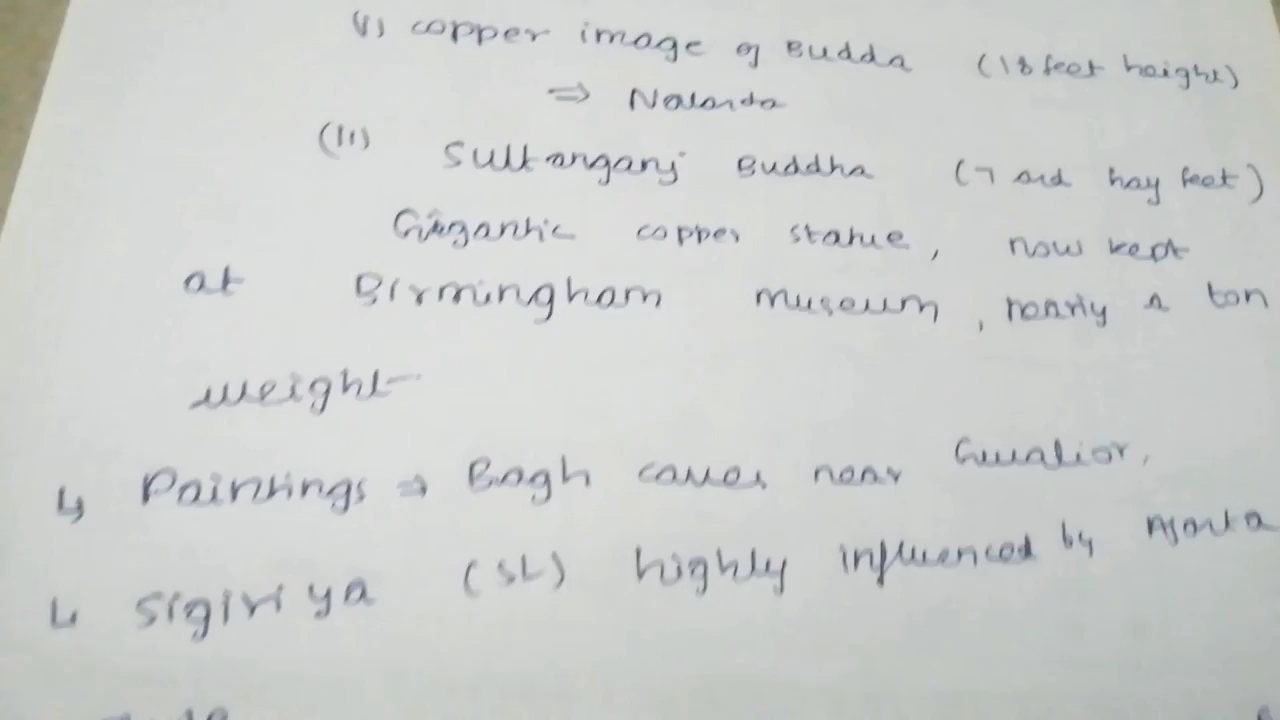 (i) copper image of Budda (18 feet height)
⇒ Nalanda
(ii) Sultanganj Buddha (7 and hay feet)
Gigantic copper statue, now kept
at Birmingham museum, nearly a ton
weight
↳ Paintings ⇒ Bagh caves near Gwalior.
↳ Sigiriya (SL) highly influenced by Ajanta